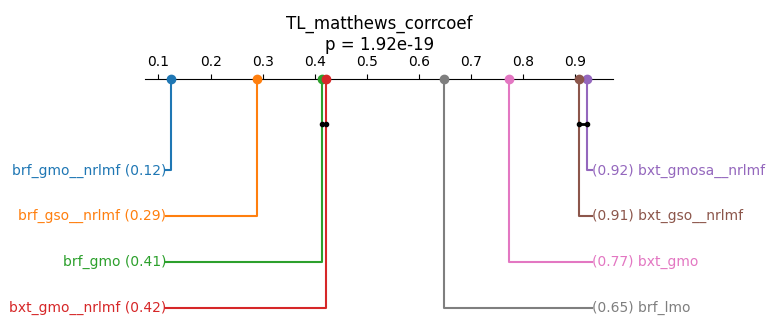 TL_matthews_corrcoef
p = 1.92e-19
0.1 0.2 0.3 0.4 0.5 0.6 0.7 0.8 0.9
brf_gmo__nrlmf (0.12)
(0.92) bxt_gmosa__nrlmf
brf_gso__nrlmf (0.29)
(0.91) bxt_gso__nrlmf
brf_gmo (0.41)
(0.77) bxt_gmo
bxt_gmo__nrlmf (0.42)
(0.65) brf_lmo